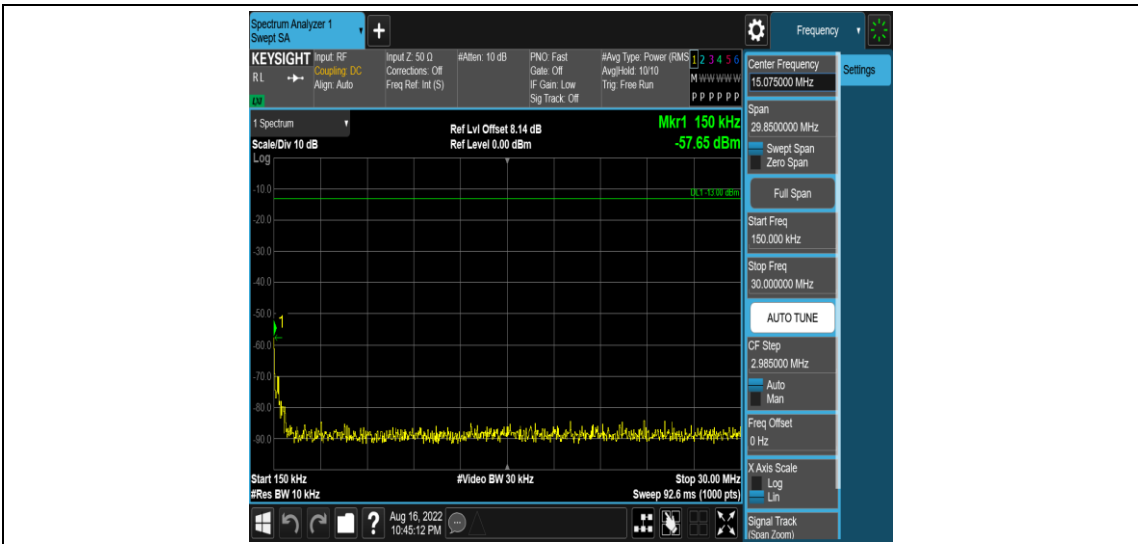 Spectrum Analyzer 1
Swept SA
+
Frequency
KEYSIGHT
RL
LXI
Input: RF
Coupling: DC
Align: Auto
Input Z: 50 Ω
Corrections: Off
Freq Ref: Int (S)
#Atten: 10 dB
PNO: Fast
Gate: Off
IF Gain: Low
Sig Track: Off
#Avg Type: Power (RMS
Avg|Hold: 10/10
Trig: Free Run
1 2 3 4 5 6
M W W W W W
P P P P P P
1 Spectrum
Scale/Div 10 dB
Log
Ref Lvl Offset 8.14 dB
Ref Level 0.00 dBm
Mkr1 150 kHz
-57.65 dBm
DL1 -13.00 dBm
-10.0
-20.0
-30.0
-40.0
-50.0
1
-60.0
-70.0
-80.0
-90.0
Start 150 kHz
#Res BW 10 kHz
#Video BW 30 kHz
Stop 30.00 MHz
Sweep 92.6 ms (1000 pts)
?
Aug 16, 2022
10:45:12 PM
Center Frequency
15.075000 MHz
Settings
Span
29.8500000 MHz
Swept Span
Zero Span
Full Span
Start Freq
150.000 kHz
Stop Freq
30.000000 MHz
AUTO TUNE
CF Step
2.985000 MHz
Auto
Man
Freq Offset
0 Hz
X Axis Scale
Log
Lin
Signal Track
(Span Zoom)